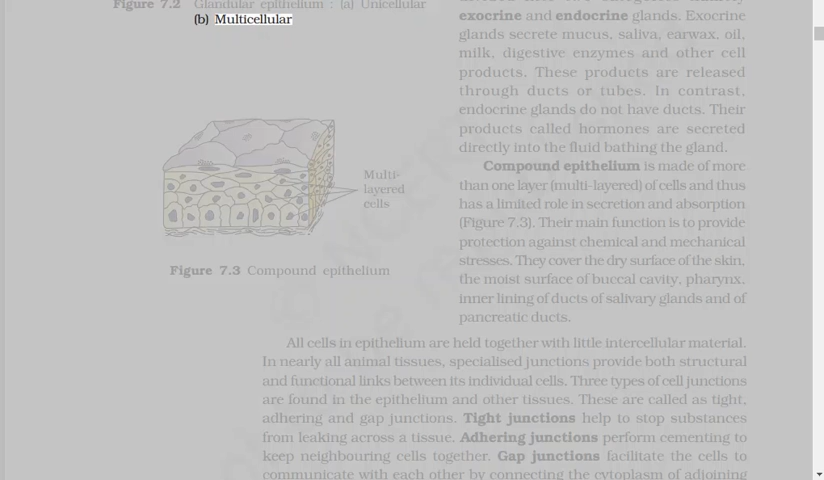 Figure 7.2 Glandular epithelium : (a) Unicellular
(b) Multicellular
exocrine and endocrine glands. Exocrine
glands secrete mucus, saliva, earwax, oil,
milk, digestive enzymes and other cell
products. These products are released
through ducts or tubes. In contrast,
endocrine glands do not have ducts. Their
products called hormones are secreted
directly into the fluid bathing the gland.
Compound epithelium is made of more
than one layer (multi-layered) of cells and thus
has a limited role in secretion and absorption
(Figure 7.3). Their main function is to provide
protection against chemical and mechanical
stresses. They cover the dry surface of the skin,
the moist surface of buccal cavity, pharynx,
inner lining of ducts of salivary glands and of
pancreatic ducts.
Multi-
layered
cells
Figure 7.3 Compound epithelium
All cells in epithelium are held together with little intercellular material.
In nearly all animal tissues, specialised junctions provide both structural
and functional links between its individual cells. Three types of cell junctions
are found in the epithelium and other tissues. These are called as tight,
adhering and gap junctions. Tight junctions help to stop substances
from leaking across a tissue. Adhering junctions perform cementing to
keep neighbouring cells together. Gap junctions facilitate the cells to
communicate with each other by connecting the cytoplasm of adjoining